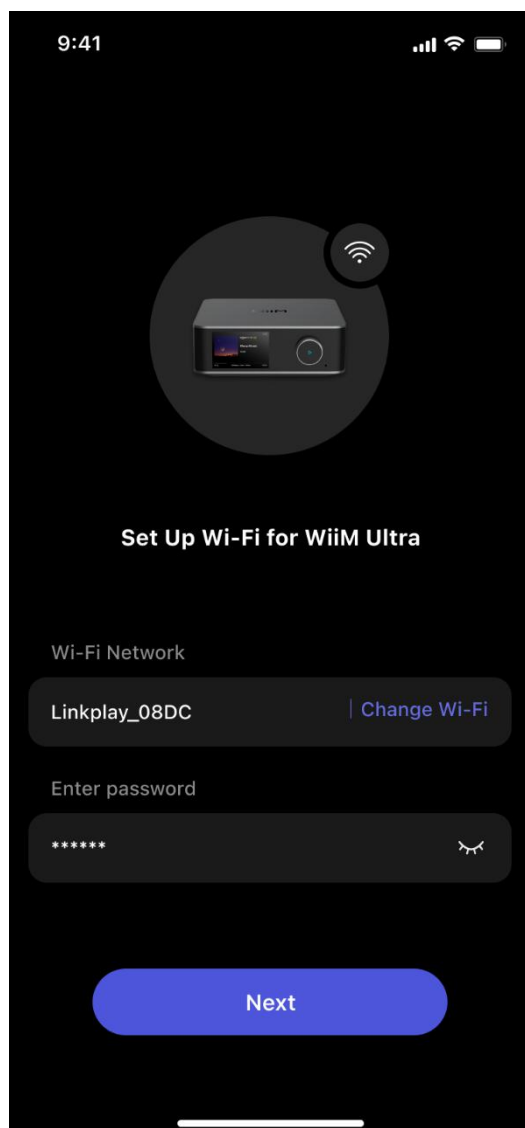 9:41
WiiM
Set Up Wi-Fi for WiiM Ultra
Wi-Fi Network
Linkplay_08DC
Change Wi-Fi
Enter password
******
Next